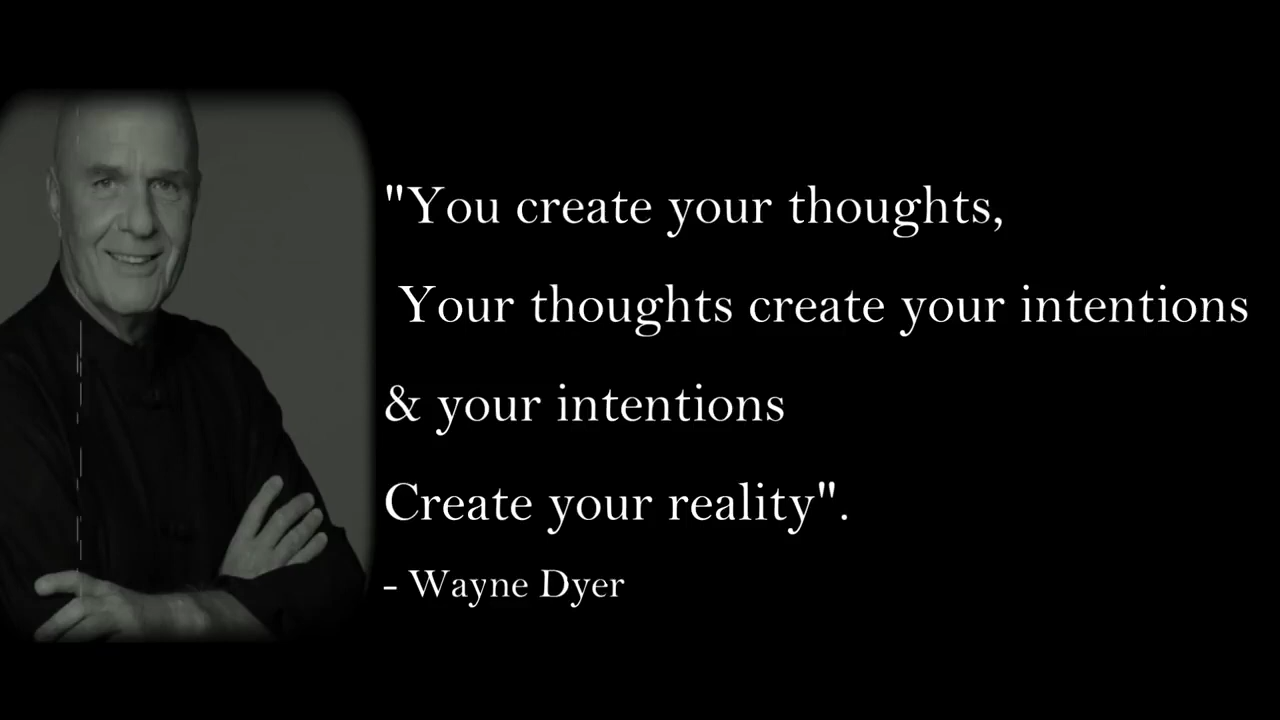 "You create your thoughts,
Your thoughts create your intentions
& your intentions
Create your reality".
- Wayne Dyer